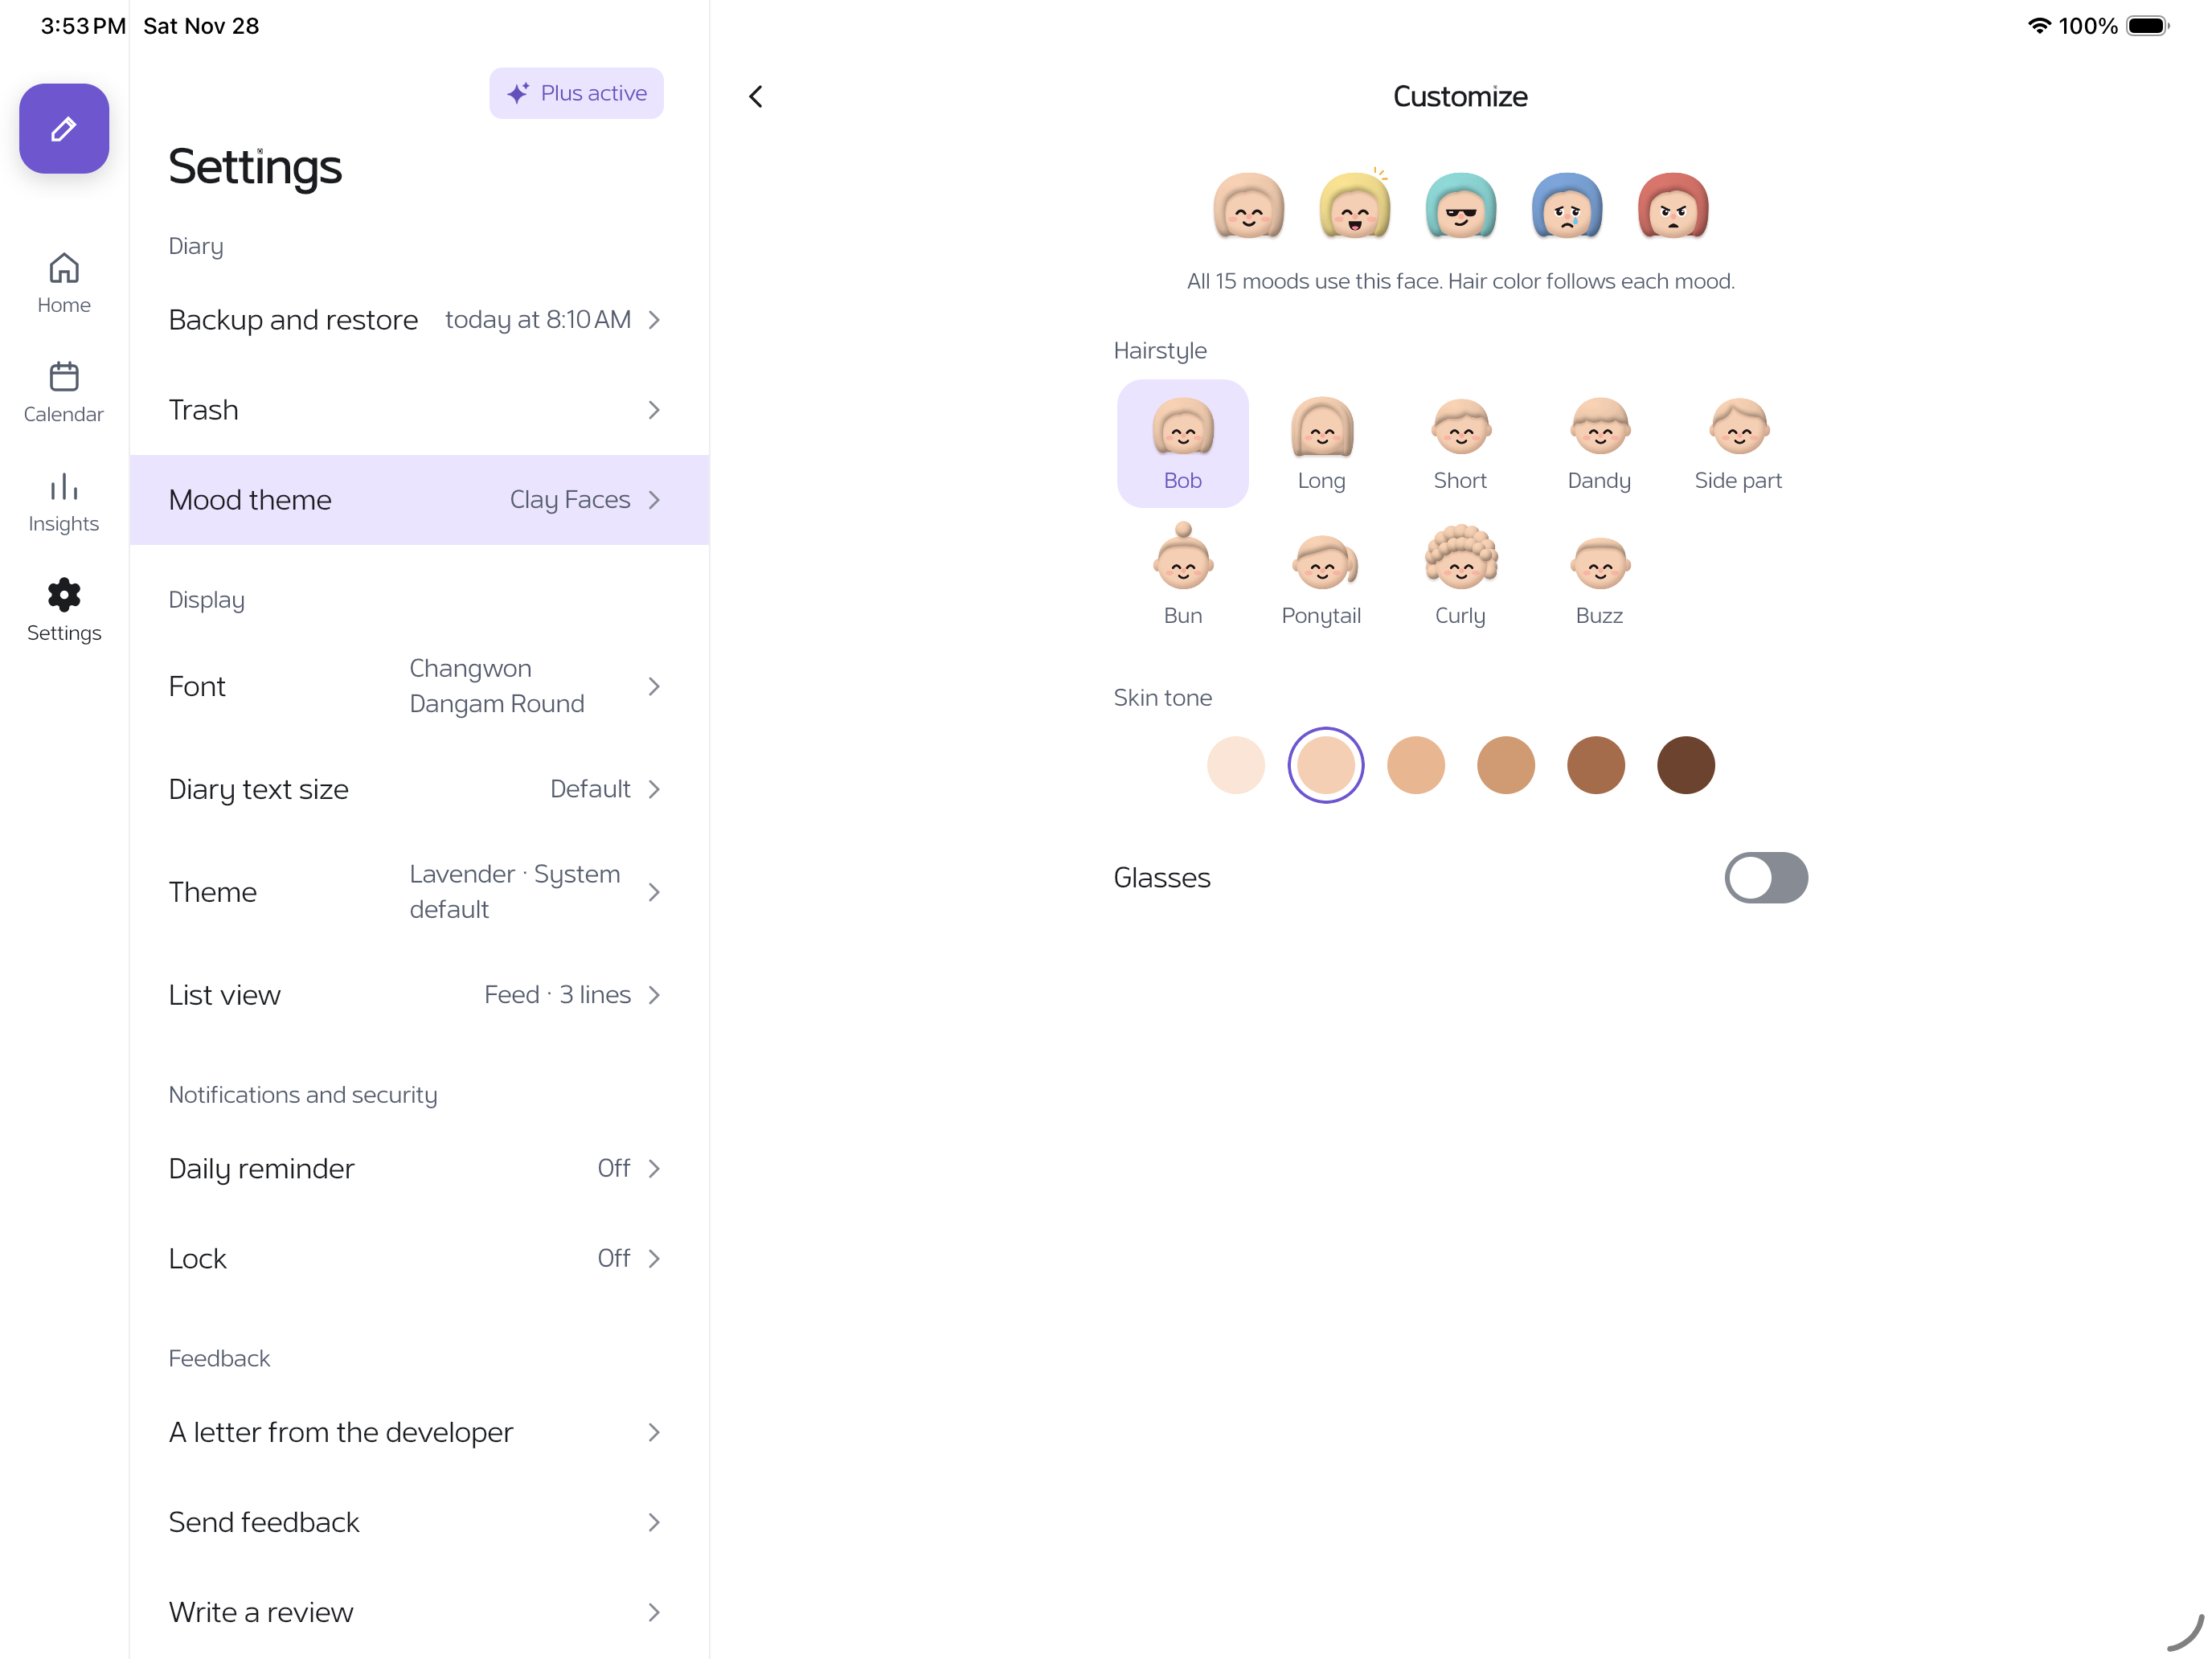 3:53 PM Sat Nov 28
100%
Plus active
Settings
Diary
Backup and restore today at 8:10 AM
Trash
Mood theme Clay Faces
Display
Font Changwon
Dangam Round
Diary text size Default
Theme Lavender · System
default
List view Feed · 3 lines
Notifications and security
Daily reminder Off
Lock Off
Feedback
A letter from the developer
Send feedback
Write a review
Home
Calendar
Insights
Settings
Customize
All 15 moods use this face. Hair color follows each mood.
Hairstyle
Bob Long Short Dandy Side part
Bun Ponytail Curly Buzz
Skin tone
Glasses